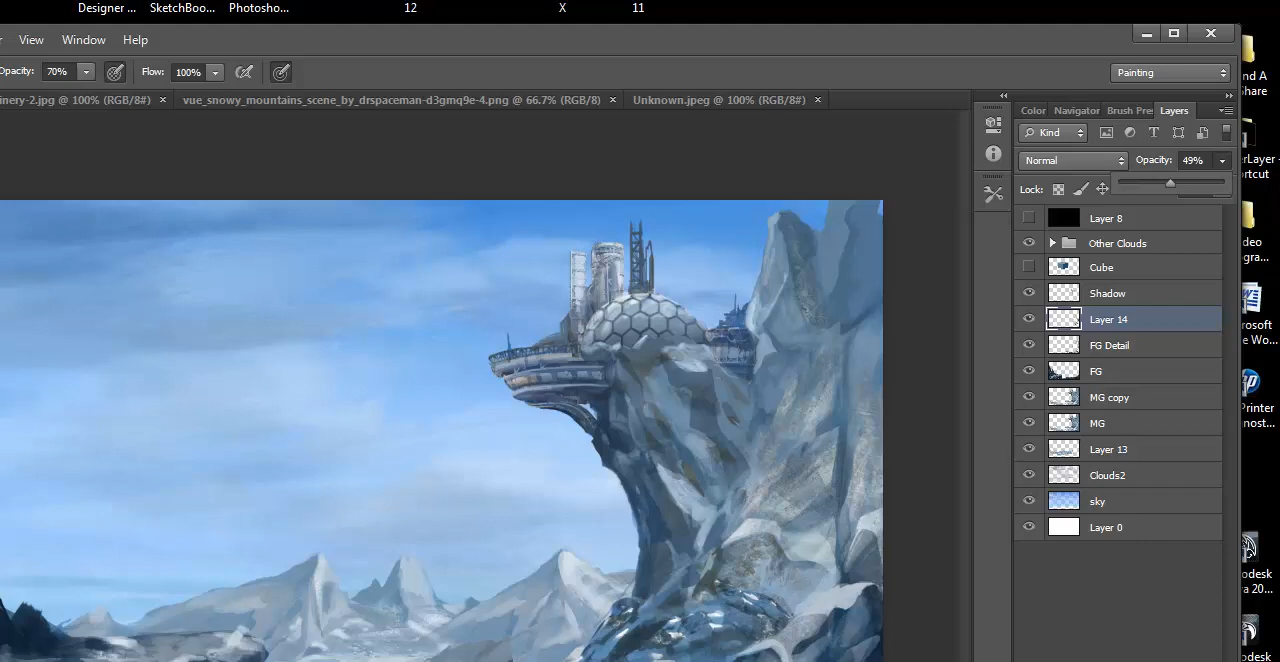 Designer ... SketchBoo... Photosho... 12 X 11
View Window Help
Opacity: 70% Flow: 100% Painting
inery-2.jpg @ 100% (RGB/8#) × vue_snowy_mountains_scene_by_drspaceman-d3gmq9e-4.png @ 66.7% (RGB/8) × Unknown.jpeg @ 100% (RGB/8#) ×
Color Navigator Brush Pre Layers
Kind
Normal Opacity: 49%
Lock:
Layer 8
Other Clouds
Cube
Shadow
Layer 14
FG Detail
FG
MG copy
MG
Layer 13
Clouds2
sky
Layer 0
nd A
Share
erLayer -
ortcut
deo
gra...
rosoft
e Wo...
Printer
nost...
odesk
ra 20...
odesk